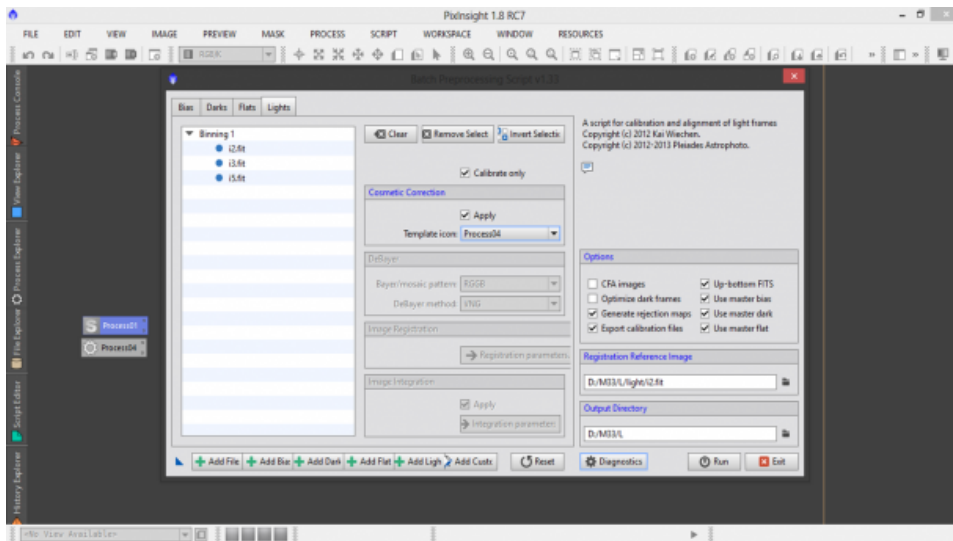 PixInsight 1.8 RC7
FILE EDIT VIEW IMAGE PREVIEW MASK PROCESS SCRIPT WORKSPACE WINDOW RESOURCES
RGB/K
Batch Preprocessing Script v1.33
Process Console
View Explorer
Process Explorer
File Explorer
Script Editor
History Explorer
Process01
Process04
Bias Darks Flats Lights
Binning 1
i2.fit
i3.fit
i5.fit
Clear Remove Select Invert Selectic
Calibrate only
Cosmetic Correction
Apply
Template icon: Process04
DeBayer
Bayer/mosaic pattern: RGGB
DeBayer method: VNG
Image Registration
Registration parameters
Image Integration
Apply
Integration parameters
A script for calibration and alignment of light frames
Copyright (c) 2012 Kai Wiechen.
Copyright (c) 2012-2013 Pleiades Astrophoto.
Options
CFA images Up-bottom FITS
Optimize dark frames Use master bias
Generate rejection maps Use master dark
Export calibration files Use master flat
Registration Reference Image
D:/M33/L/light/i2.fit
Output Directory
D:/M33/L
Add File Add Bia Add Dark Add Flat Add Ligh Add Custo Reset Diagnostics Run Exit
<No View Available>